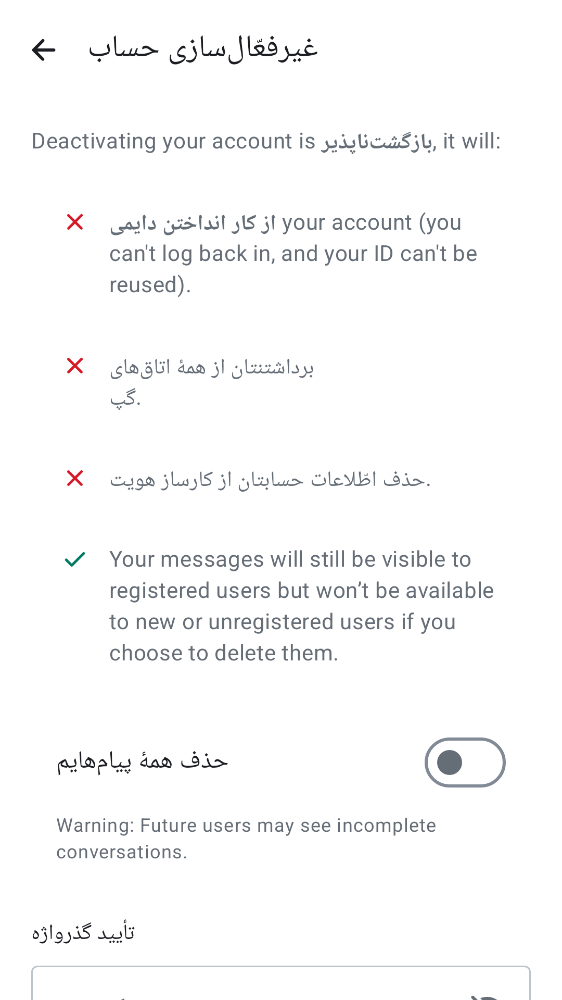 غیرفعّال‌سازی حساب
Deactivating your account is بازگشت‌ناپذیر, it will:
از کار انداختن دایمی your account (you
can't log back in, and your ID can't be
reused).
برداشتنتان از همهٔ اتاق‌های
گپ.
حذف اطّلاعات حسابتان از کارساز هویت.
Your messages will still be visible to
registered users but won’t be available
to new or unregistered users if you
choose to delete them.
حذف همهٔ پیام‌هایم
Warning: Future users may see incomplete
conversations.
تأیید گذرواژه